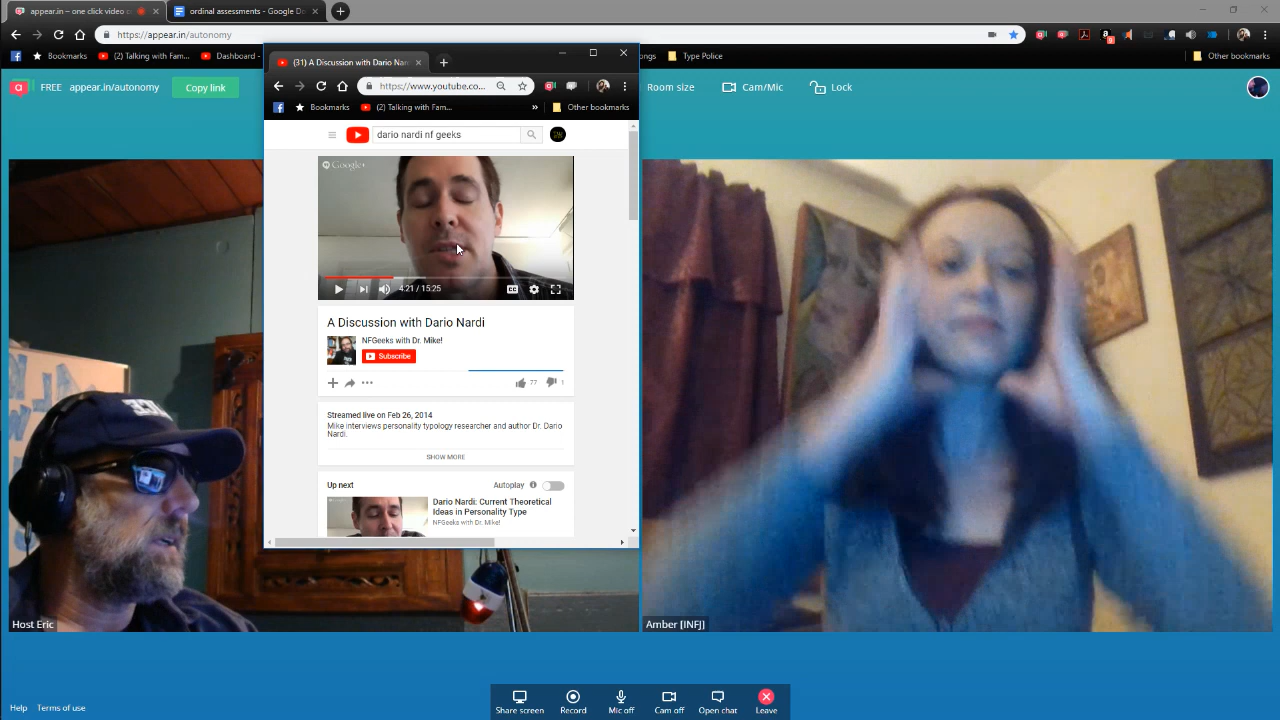 appear.in – one click video c
ordinal assessments - Google Do
https://appear.in/autonomy
Bookmarks
(2) Talking with Fam...
Dashboard -
ongs
Type Police
Other bookmarks
FREE
appear.in/autonomy
Copy link
Room size
Cam/Mic
Lock
(31) A Discussion with Dario Nar
https://www.youtube.co...
Bookmarks
(2) Talking with Fam...
»
Other bookmarks
dario nardi nf geeks
Google+
4:21 / 15:25
CC
A Discussion with Dario Nardi
NFGeeks with Dr. Mike!
Subscribe
77
1
Streamed live on Feb 26, 2014
Mike interviews personality typology researcher and author Dr. Dario
Nardi.
SHOW MORE
Up next
Autoplay
Dario Nardi: Current Theoretical
Ideas in Personality Type
NFGeeks with Dr. Mike!
Host Eric
Amber [INFJ]
Share screen
Record
Mic off
Cam off
Open chat
Leave
Help
Terms of use